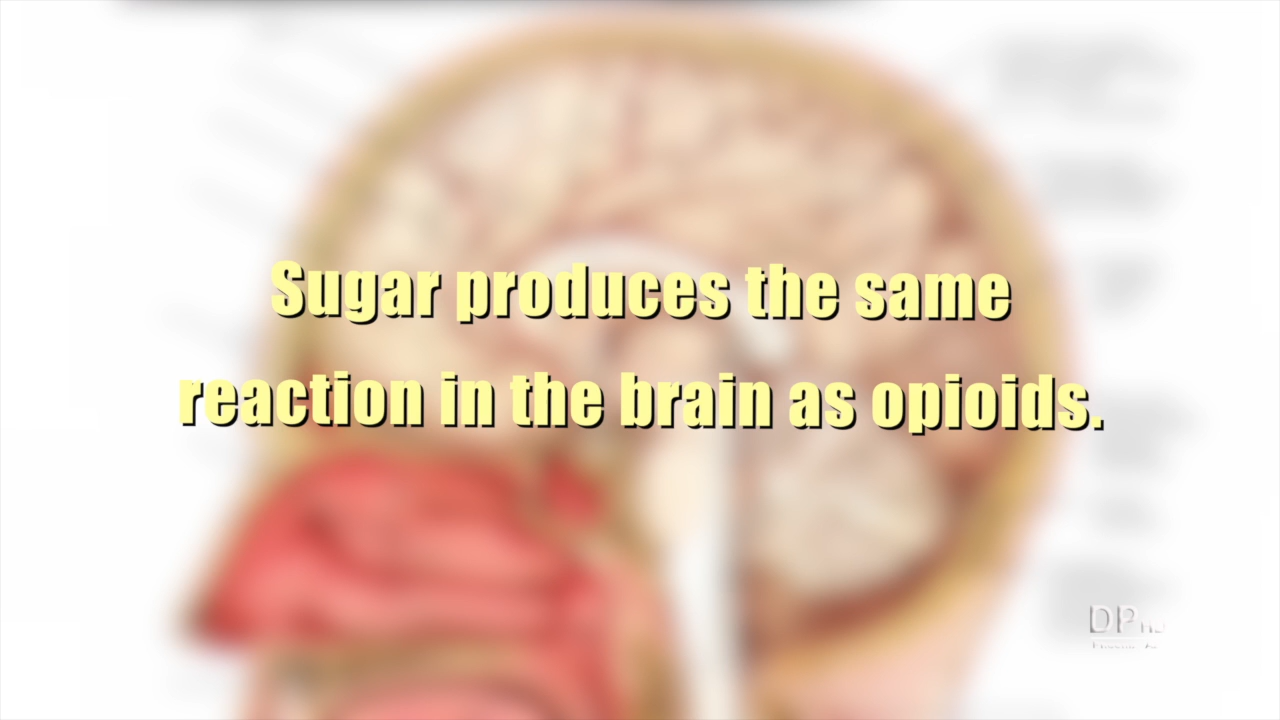 Sugar produces the same
reaction in the brain as opioids.